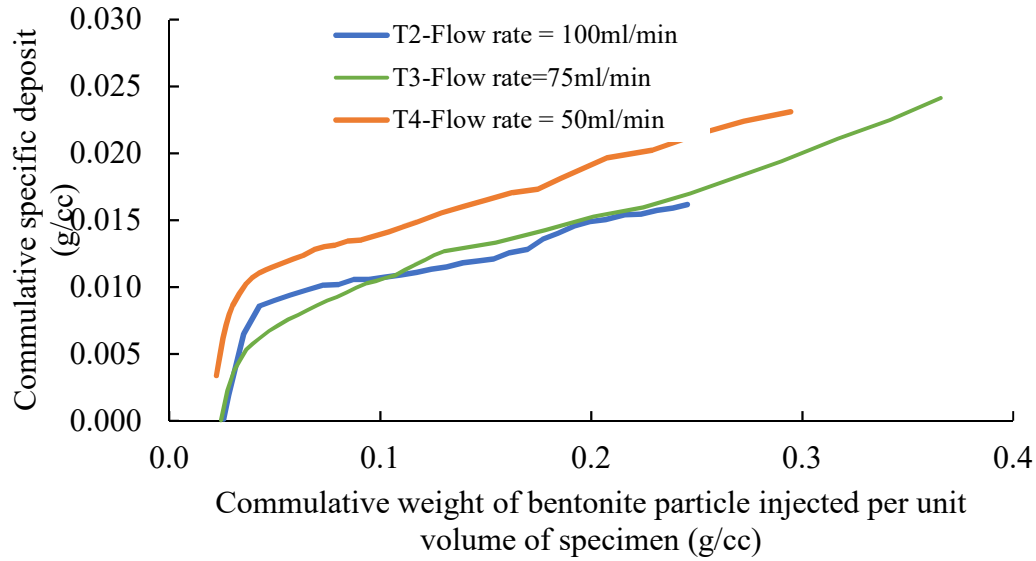 Commulative specific deposit
(g/cc)
0.030
0.025
0.020
0.015
0.010
0.005
0.000
T2-Flow rate = 100ml/min
T3-Flow rate=75ml/min
T4-Flow rate = 50ml/min
0.0 0.1 0.2 0.3 0.4
Commulative weight of bentonite particle injected per unit
volume of specimen (g/cc)